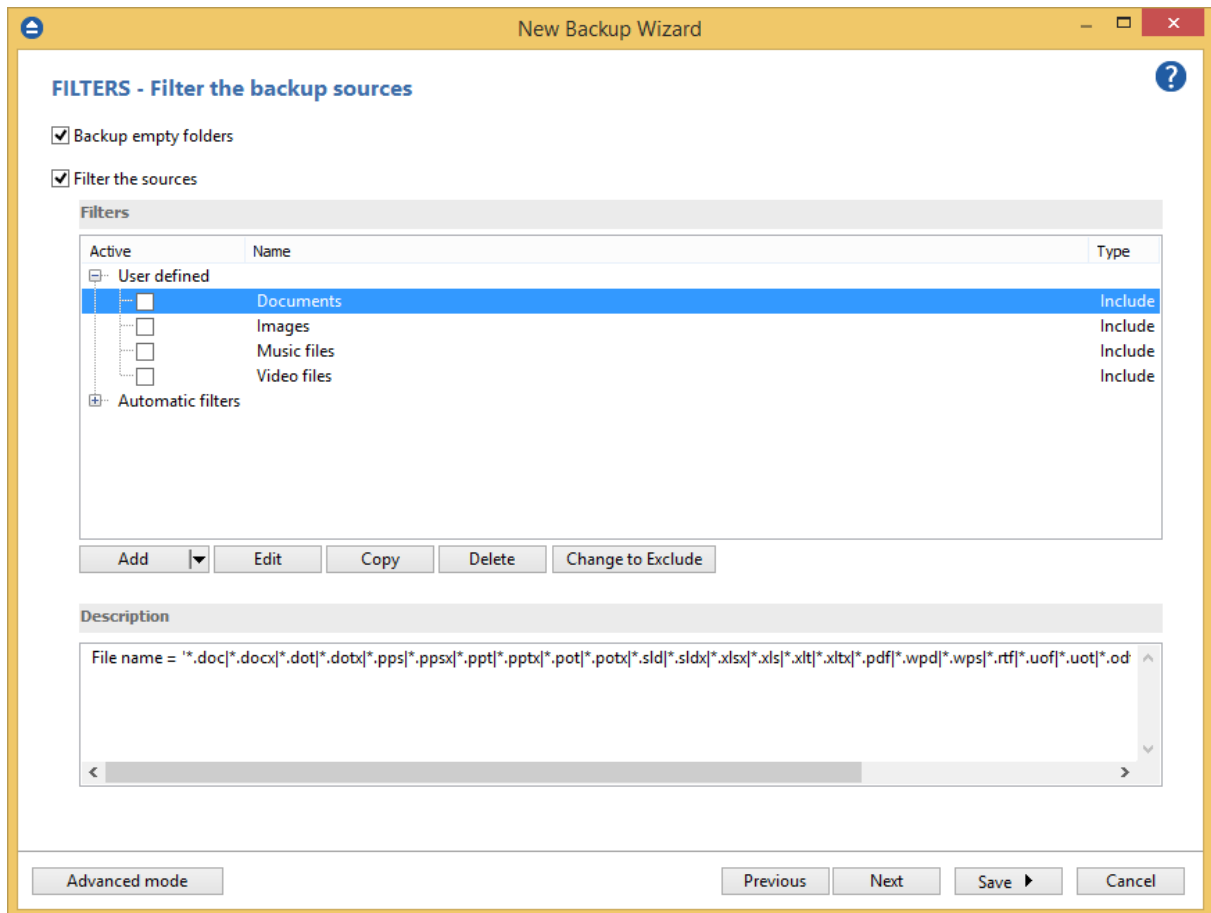 New Backup Wizard
FILTERS - Filter the backup sources
Backup empty folders
Filter the sources
Filters
Active Name Type
User defined
Documents Include
Images Include
Music files Include
Video files Include
Automatic filters
Add Edit Copy Delete Change to Exclude
Description
File name = '*.doc|*.docx|*.dot|*.dotx|*.pps|*.ppsx|*.ppt|*.pptx|*.pot|*.potx|*.sld|*.sldx|*.xlsx|*.xls|*.xlt|*.xltx|*.pdf|*.wpd|*.wps|*.rtf|*.uof|*.uot|*.od
Advanced mode Previous Next Save Cancel